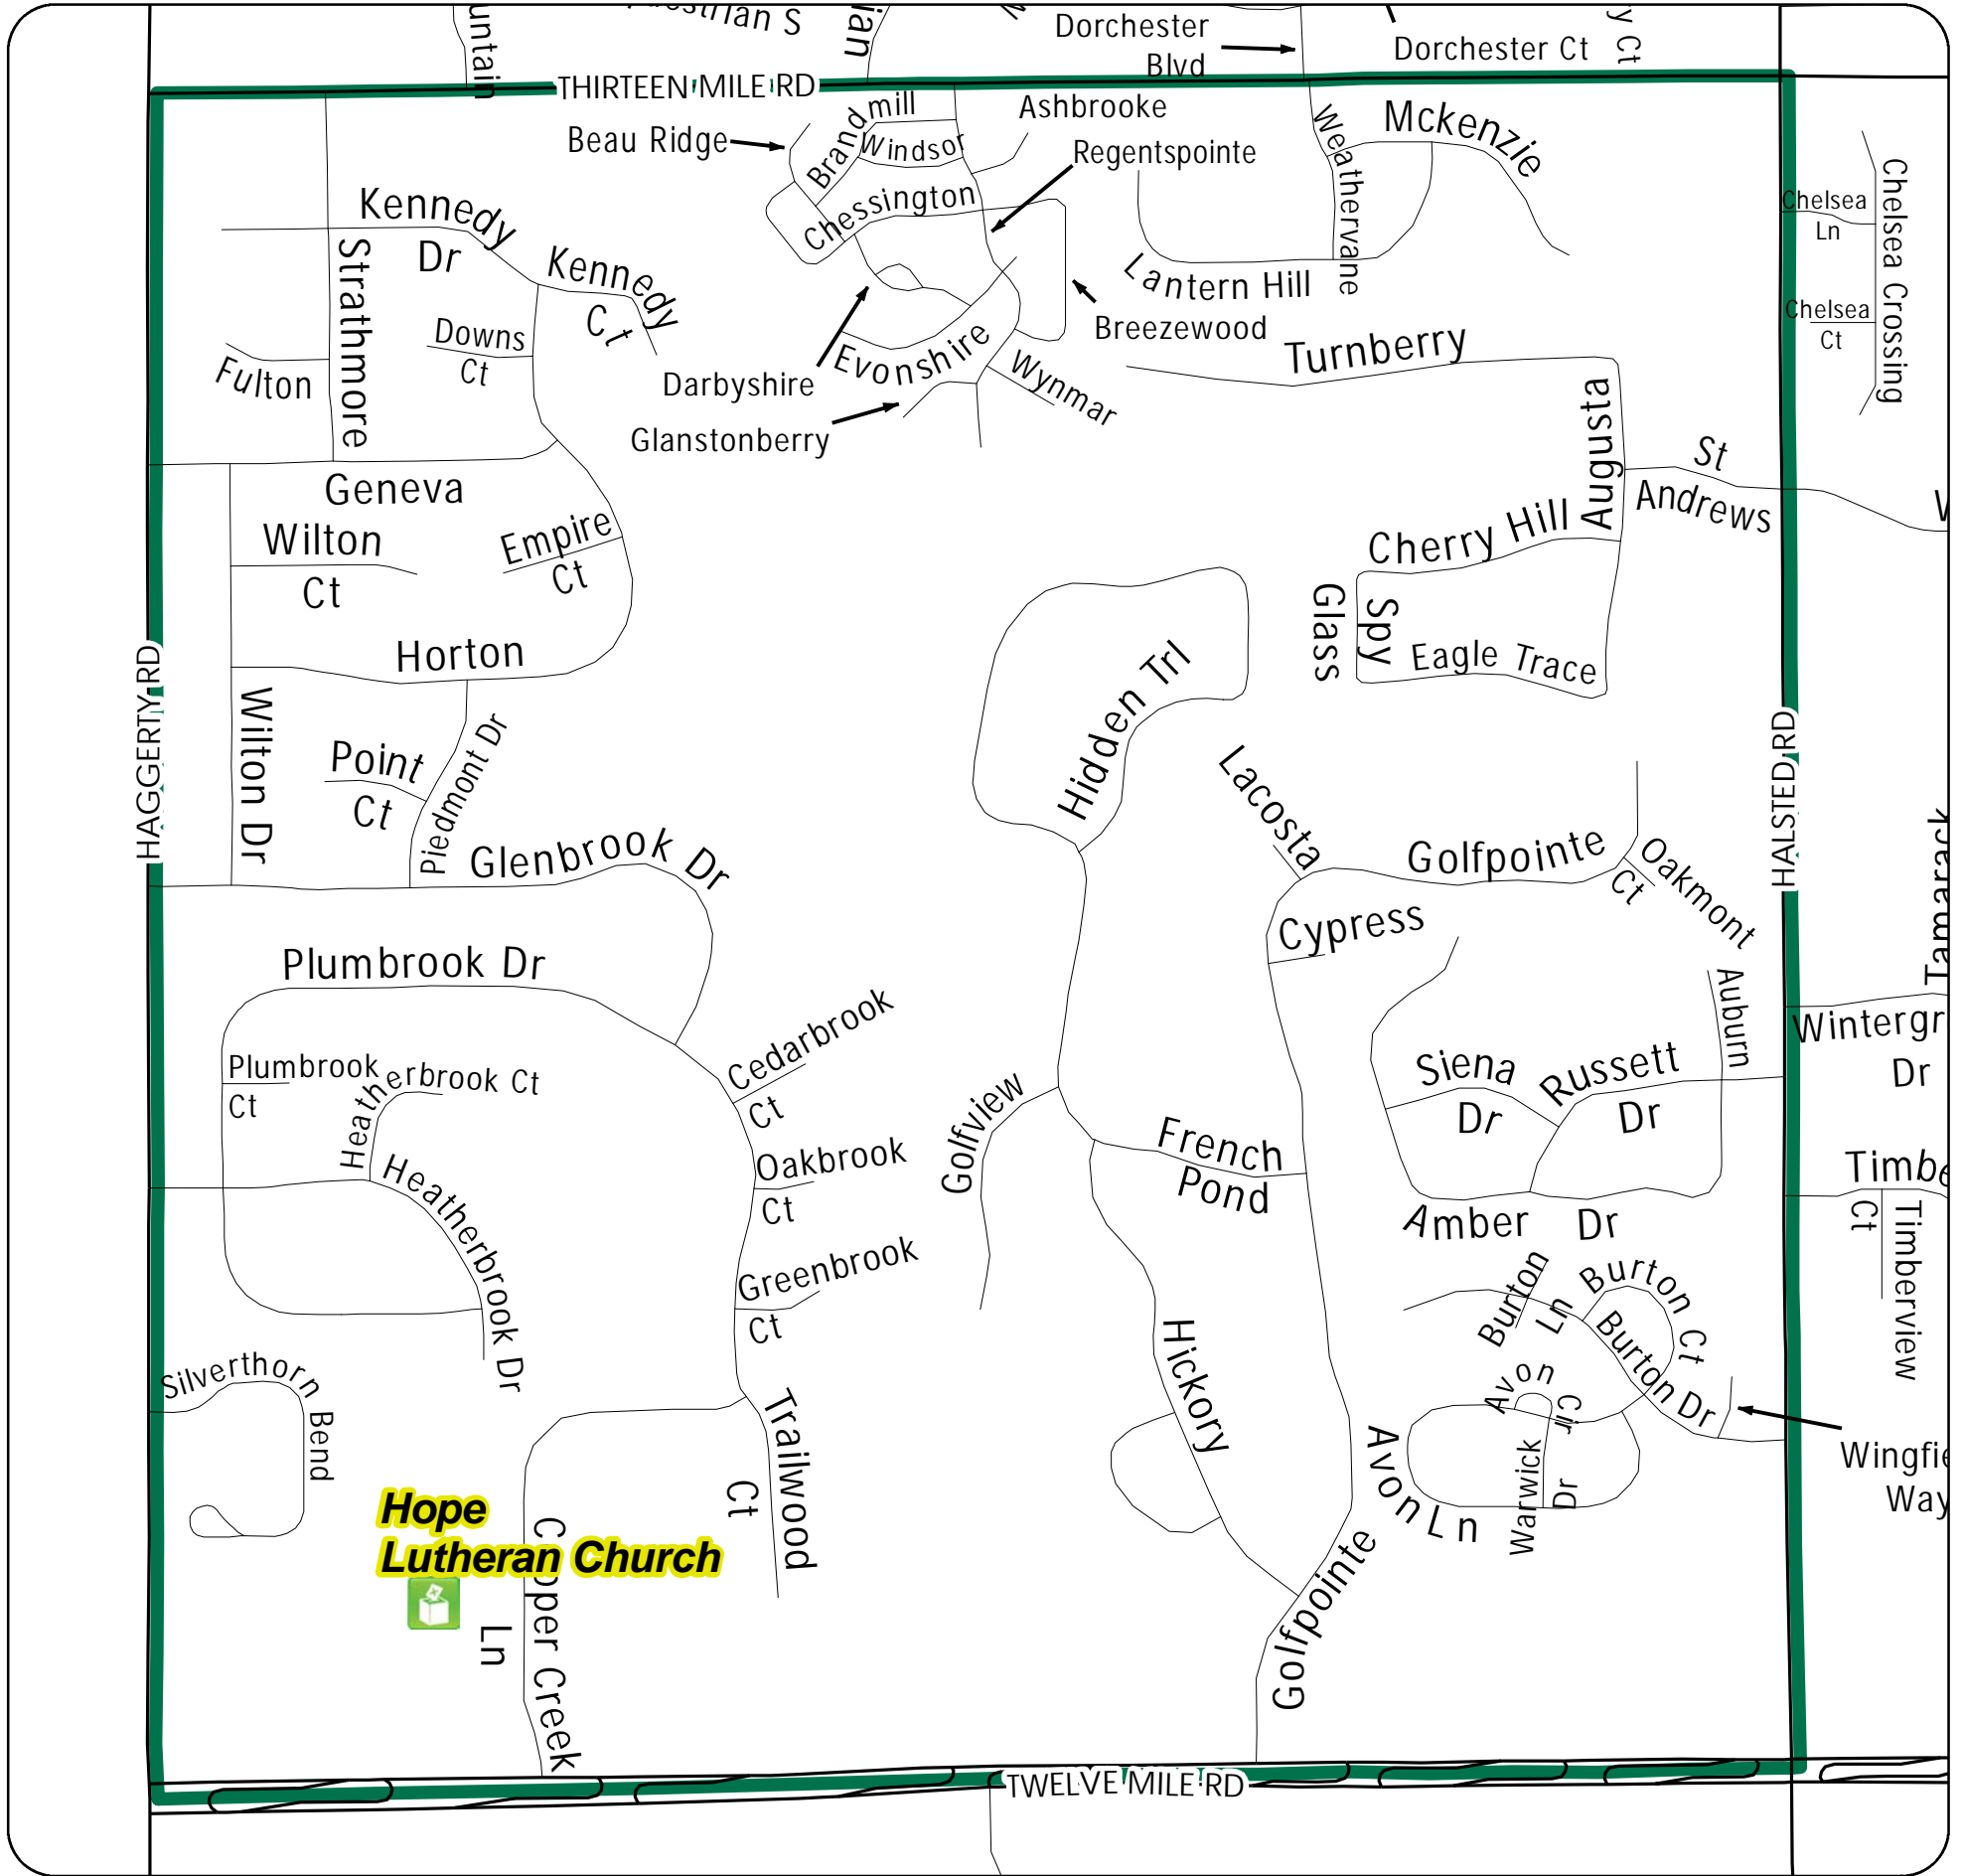 Dorchester
Blvd
Dorchester Ct
THIRTEEN MILE RD
Beau Ridge
Brandmill
Windsor
Ashbrooke
Regentspointe
Chessington
Weathervane
Mckenzie
Lantern Hill
Breezewood
Darbyshire
Evonshire
Glanstonberry
Wynmar
Kennedy
Dr
Kennedy
Ct
Strathmore
Downs
Ct
Fulton
Geneva
Wilton
Ct
Empire
Ct
Horton
HAGGERTY RD
Wilton Dr
Point
Ct
Piedmont Dr
Glenbrook Dr
Turnberry
Augusta
St
Andrews
Cherry Hill
Spy
Glass
Eagle Trace
Chelsea
Ln
Chelsea
Ct
Chelsea Crossing
Hidden Trl
HALSTED RD
Lacosta
Golfpointe
Oakmont
Ct
Cypress
Tamarack
Auburn
Wintergr
Dr
Plumbrook Dr
Plumbrook
Ct
Heatherbrook Ct
Heatherbrook Dr
Cedarbrook
Ct
Oakbrook
Ct
Greenbrook
Ct
Golfview
French
Pond
Siena
Dr
Russett
Dr
Amber Dr
Timbe
Timberview
Ct
Burton
Ln
Burton Ct
Burton Dr
Hickory
Avon
Cir
Warwick
Dr
Avon Ln
Wingfie
Way
Silverthorn
Bend
Trailwood
Ct
Hope
Lutheran Church
Copper Creek
Ln
Golfpointe
TWELVE MILE RD